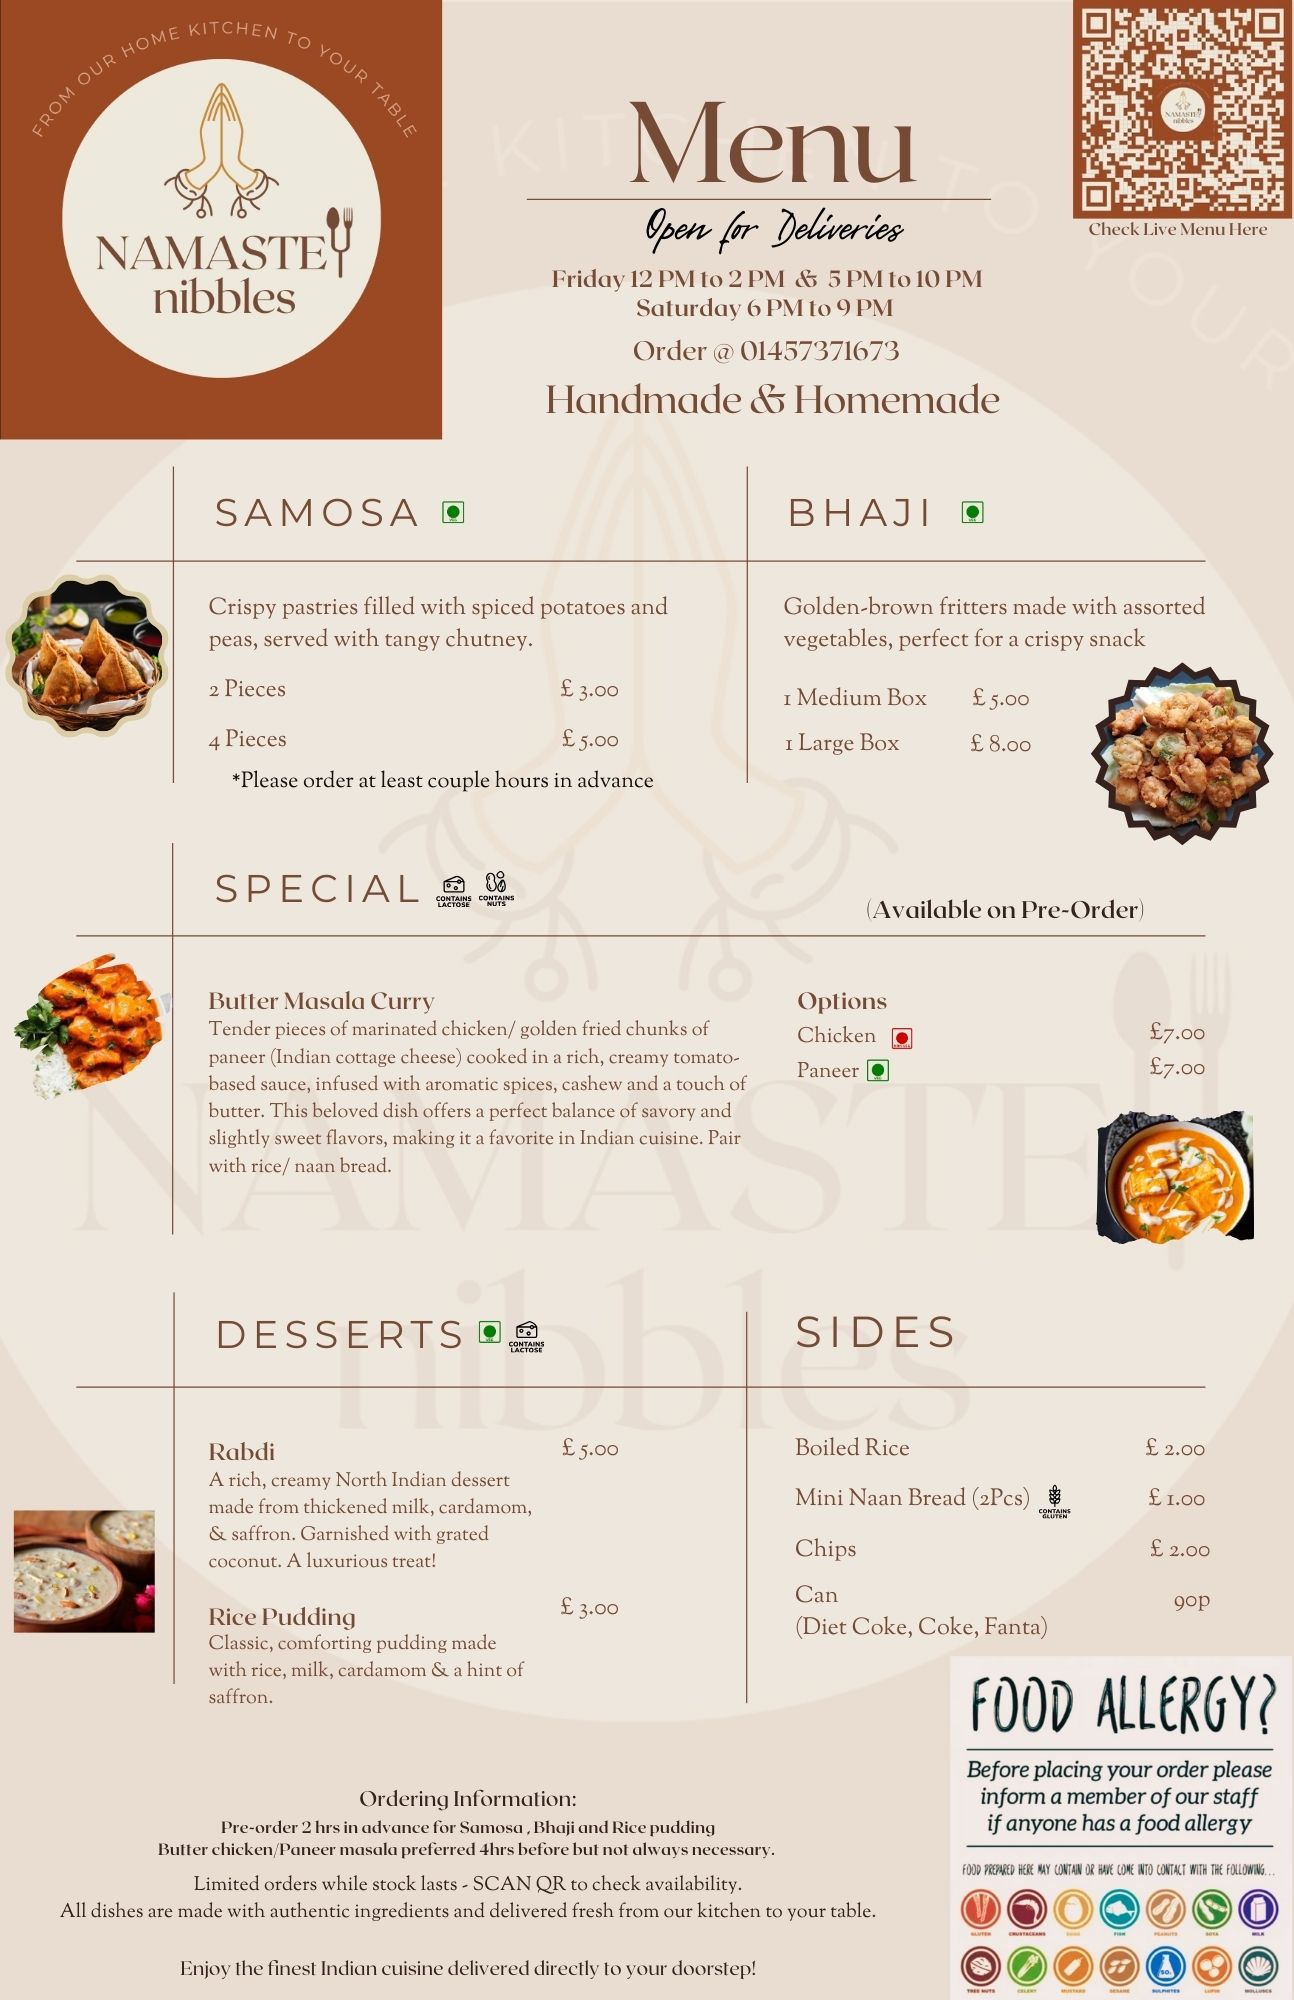 FROM OUR HOME KITCHEN TO YOUR TABLE
NAMASTE
nibbles
Menu
Open for Deliveries
Friday 12 PM to 2 PM & 5 PM to 10 PM
Saturday 6 PM to 9 PM
Order @ 01457371673
Handmade & Homemade
NAMASTE
nibbles
Check Live Menu Here
SAMOSA
Crispy pastries filled with spiced potatoes and
peas, served with tangy chutney.
2 Pieces £ 3.00
4 Pieces £ 5.00
*Please order at least couple hours in advance
BHAJI
Golden-brown fritters made with assorted
vegetables, perfect for a crispy snack
1 Medium Box £ 5.00
1 Large Box £ 8.00
SPECIAL
CONTAINS
LACTOSE
CONTAINS
NUTS
(Available on Pre-Order)
Butter Masala Curry
Tender pieces of marinated chicken/ golden fried chunks of
paneer (Indian cottage cheese) cooked in a rich, creamy tomato-
based sauce, infused with aromatic spices, cashew and a touch of
butter. This beloved dish offers a perfect balance of savory and
slightly sweet flavors, making it a favorite in Indian cuisine. Pair
with rice/ naan bread.
Options
Chicken £7.00
Paneer £7.00
DESSERTS
CONTAINS
LACTOSE
Rabdi £ 5.00
A rich, creamy North Indian dessert
made from thickened milk, cardamom,
& saffron. Garnished with grated
coconut. A luxurious treat!
Rice Pudding £ 3.00
Classic, comforting pudding made
with rice, milk, cardamom & a hint of
saffron.
SIDES
Boiled Rice £ 2.00
Mini Naan Bread (2Pcs) £ 1.00
CONTAINS
GLUTEN
Chips £ 2.00
Can 90p
(Diet Coke, Coke, Fanta)
Ordering Information:
Pre-order 2 hrs in advance for Samosa , Bhaji and Rice pudding
Butter chicken/Paneer masala preferred 4hrs before but not always necessary.
Limited orders while stock lasts - SCAN QR to check availability.
All dishes are made with authentic ingredients and delivered fresh from our kitchen to your table.
Enjoy the finest Indian cuisine delivered directly to your doorstep!
FOOD ALLERGY?
Before placing your order please
inform a member of our staff
if anyone has a food allergy
FOOD PREPARED HERE MAY CONTAIN OR HAVE COME INTO CONTACT WITH THE FOLLOWING...
GLUTEN CRUSTACEANS EGGS FISH PEANUTS SOYA MILK
TREE NUTS CELERY MUSTARD SESAME SULPHITES LUPIN MOLLUSCS